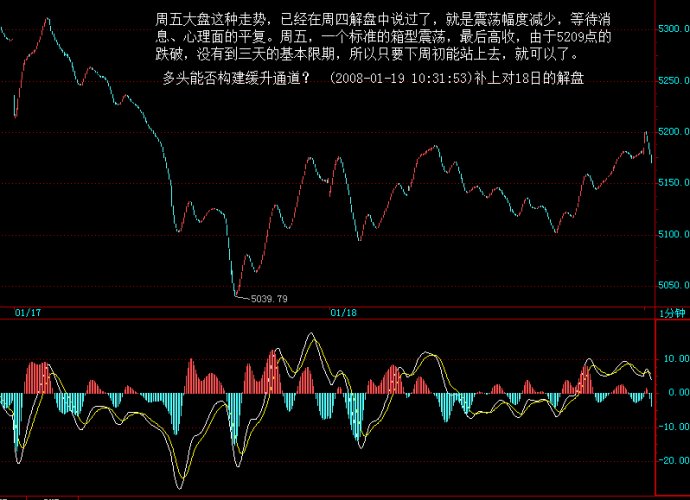 周五大盘这种走势，已经在周四解盘中说过了，就是震荡幅度减少，等待消
息、心理面的平复。周五，一个标准的箱型震荡，最后高收，由于5209点的
跌破，没有到三天的基本限期，所以只要下周初能站上去，就可以了。
多头能否构建缓升通道？ (2008-01-19 10:31:53)补上对18日的解盘
5300.0
5250.0
5200.0
5150.0
5100.0
5050.0
5039.79
01/17
01/18
1分钟
10.00
0.00
-10.00
-20.00